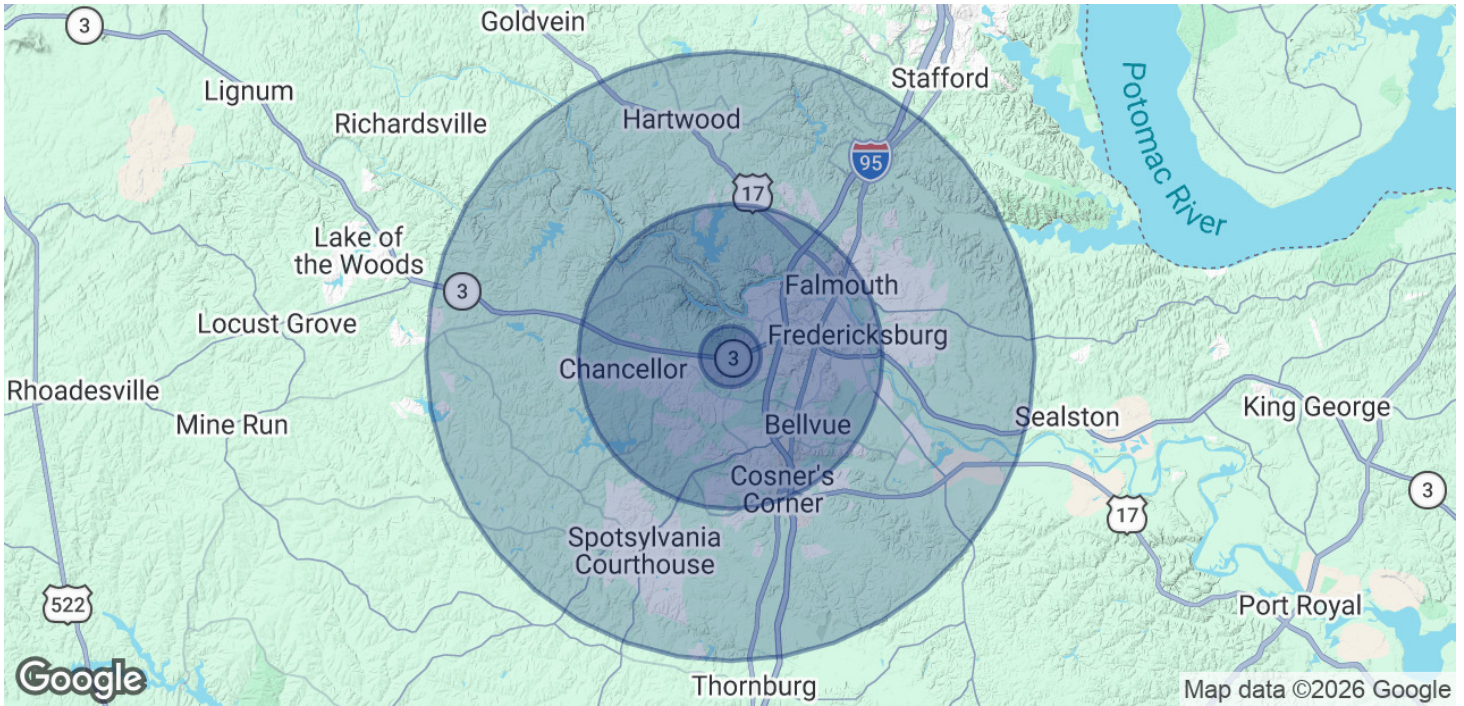 3
Goldvein
Stafford
Lignum
Richardsville
Hartwood
Potomac River
95
17
Lake of
the Woods
3
Falmouth
Locust Grove
Fredericksburg
3
Chancellor
Rhoadesville
Mine Run
Bellvue
Sealston
King George
Cosner's
Corner
3
17
Spotsylvania
Courthouse
522
Port Royal
Google
Thornburg
Map data ©2026 Google